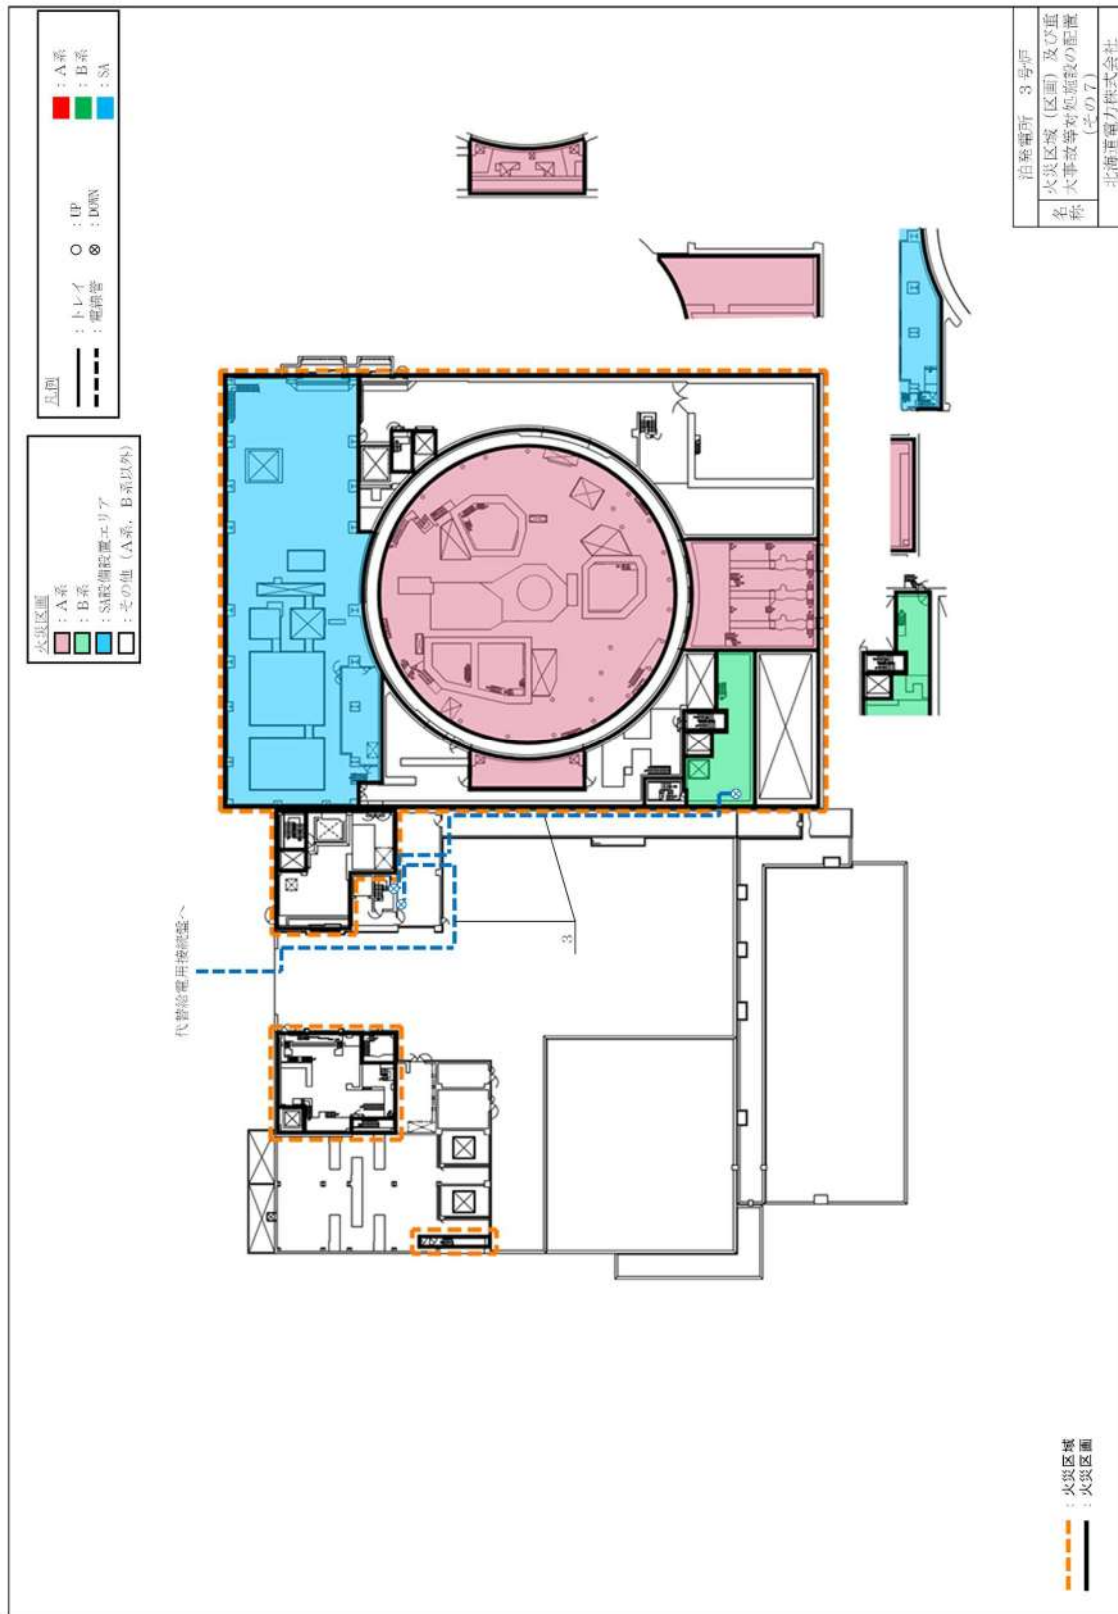 凡例
：トレイ ○ ：UP ：A系
：電線管 ⊗ ：DOWN ：B系
：SA
火災区画
：A系
：B系
：SA設備設置エリア
：その他（A系，B系以外）
代替給電用接続盤へ
3
：火災区域
：火災区画
泊発電所 3号炉
名称
火災区域（区画）及び重
大事故等対処施設の配置
（その7）
北海道電力株式会社